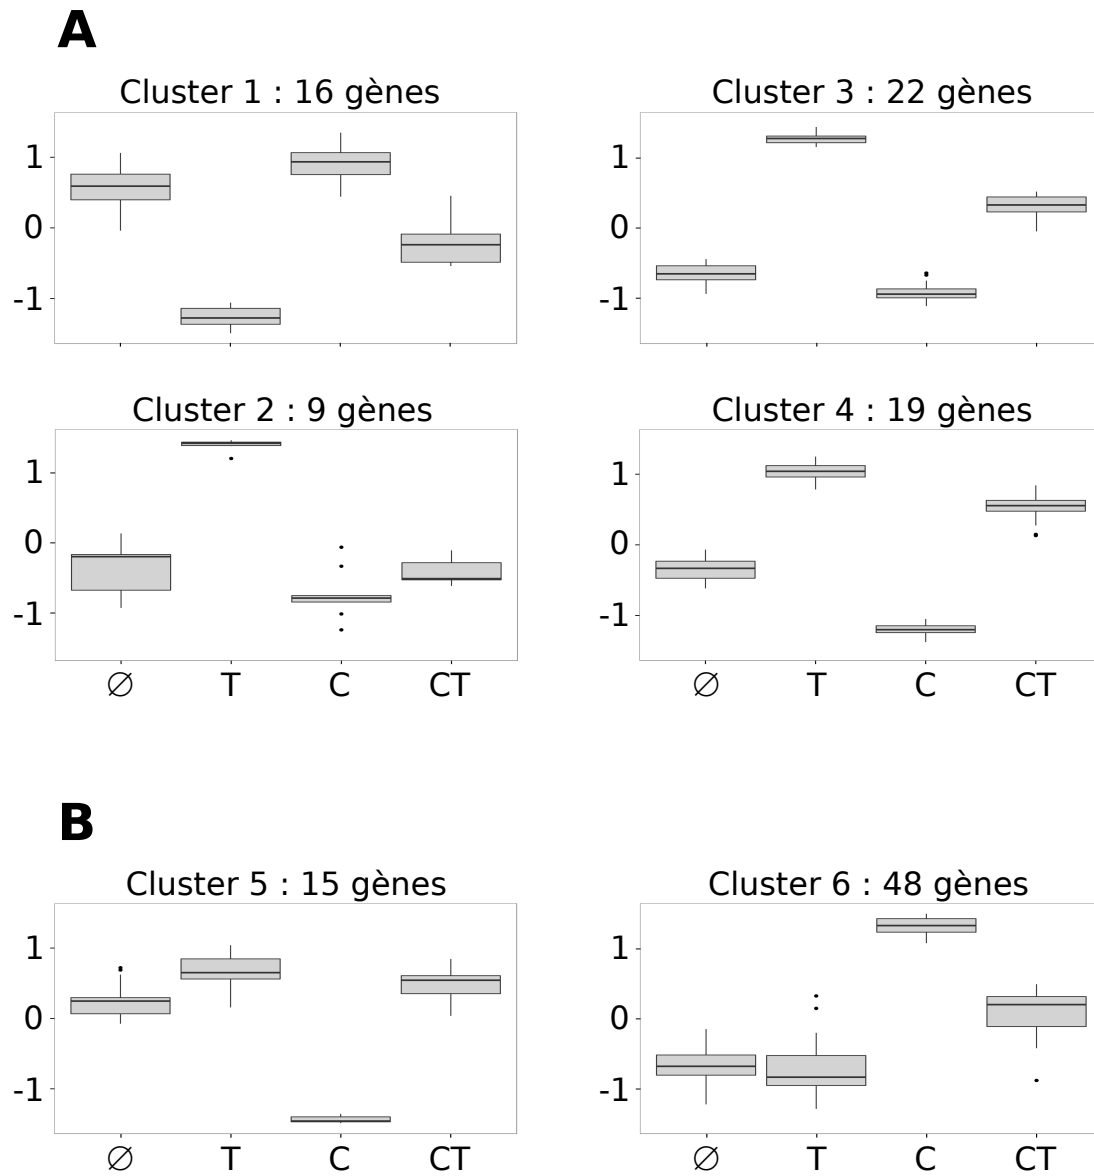 A
Cluster 1 : 16 gènes
1
0
-1
Cluster 3 : 22 gènes
1
0
-1
Cluster 2 : 9 gènes
1
0
-1
∅ T C CT
Cluster 4 : 19 gènes
1
0
-1
∅ T C CT
B
Cluster 5 : 15 gènes
1
0
-1
∅ T C CT
Cluster 6 : 48 gènes
1
0
-1
∅ T C CT